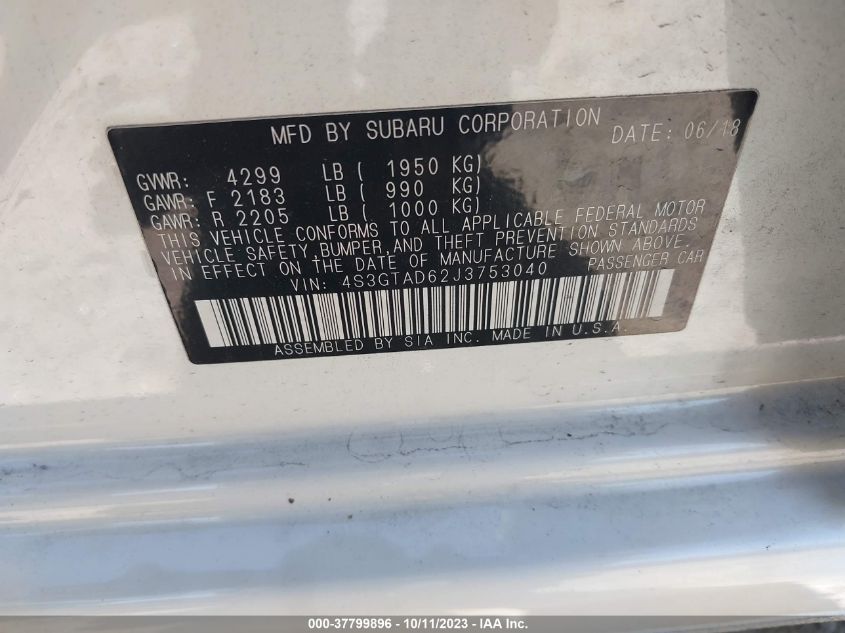 MFD BY SUBARU CORPORATION DATE: 06/18
GVWR: 4299 LB ( 1950 KG)
GAWR: F 2183 LB ( 990 KG)
GAWR: R 2205 LB ( 1000 KG)
THIS VEHICLE CONFORMS TO ALL APPLICABLE FEDERAL MOTOR
VEHICLE SAFETY BUMPER, AND THEFT PREVENTION STANDARDS
IN EFFECT ON THE DATE OF MANUFACTURE SHOWN ABOVE.
VIN: 4S3GTAD62J3753040 PASSENGER CAR
ASSEMBLED BY SIA INC. MADE IN U.S.A.
000-37799896 - 10/11/2023 - IAA Inc.